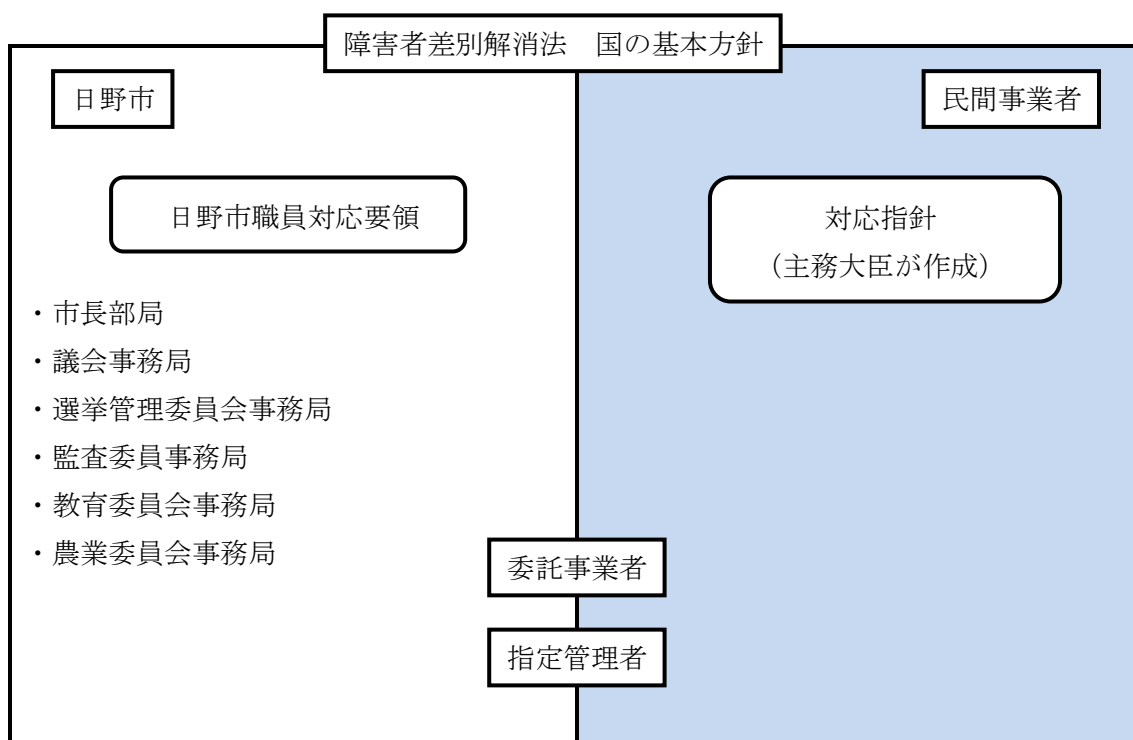 障害者差別解消法　国の基本方針
日野市
民間事業者
日野市職員対応要領
対応指針
（主務大臣が作成）
・市長部局
・議会事務局
・選挙管理委員会事務局
・監査委員事務局
・教育委員会事務局
・農業委員会事務局
委託事業者
指定管理者